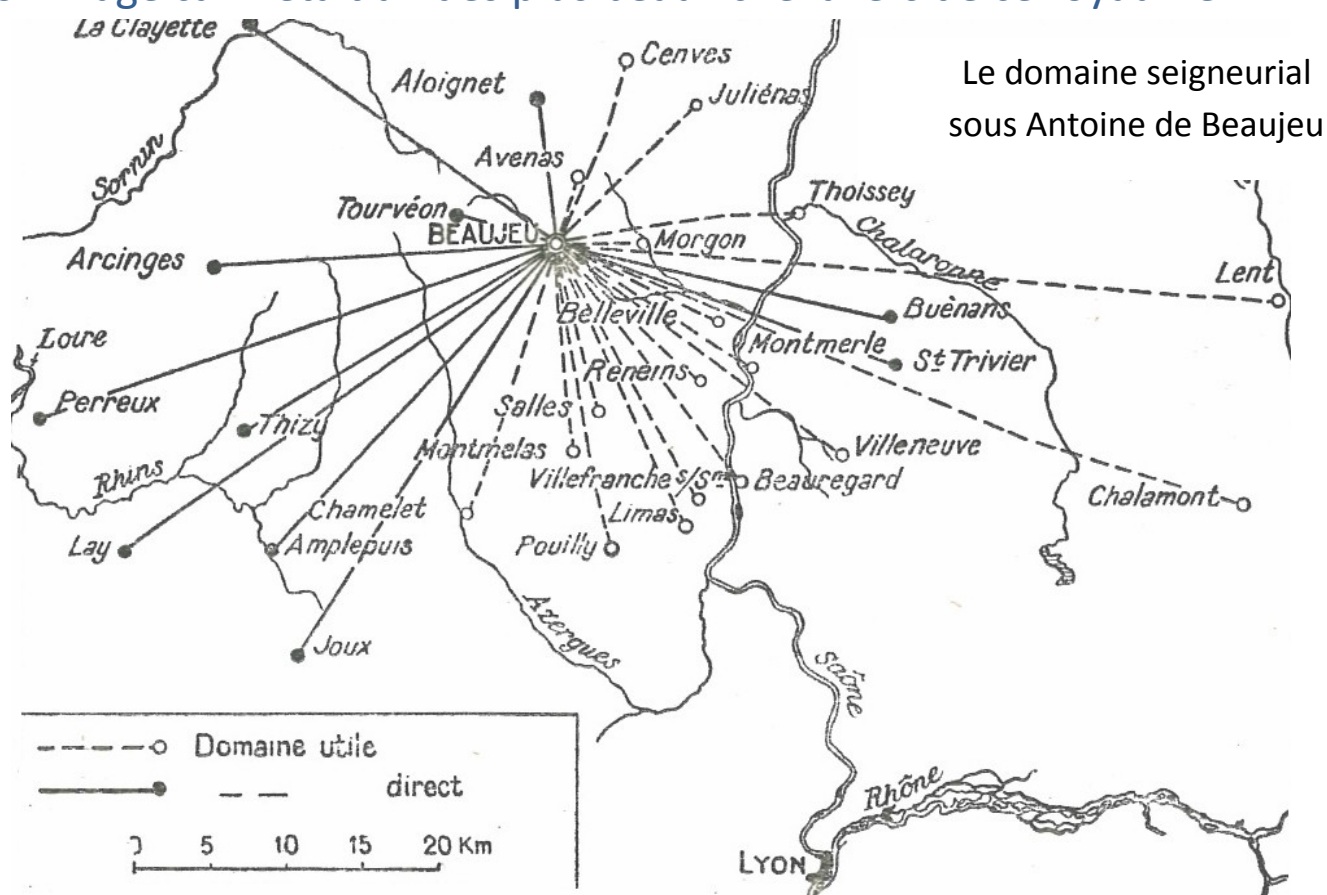 La Clayette
Cenves
Aloignet
Juliénas
Le domaine seigneurial
sous Antoine de Beaujeu
Sornin
Avenas
Tourvéon
Thoissey
BEAUJEU
Morgon
Chalaronne
Arcinges
Lent
Belleville
Buènans
Loire
Montmerle
St Trivier
Reneins
Perreux
Salles
Thizy
Montmelas
Villeneuve
Rhins
Villefranche s/Sne
Beauregard
Chalamont
Chamelet
Limas
Lay
Amplepuis
Pouilly
Azergues
Joux
Saône
Domaine utile
— — direct
Rhône
0 5 10 15 20 Km
LYON